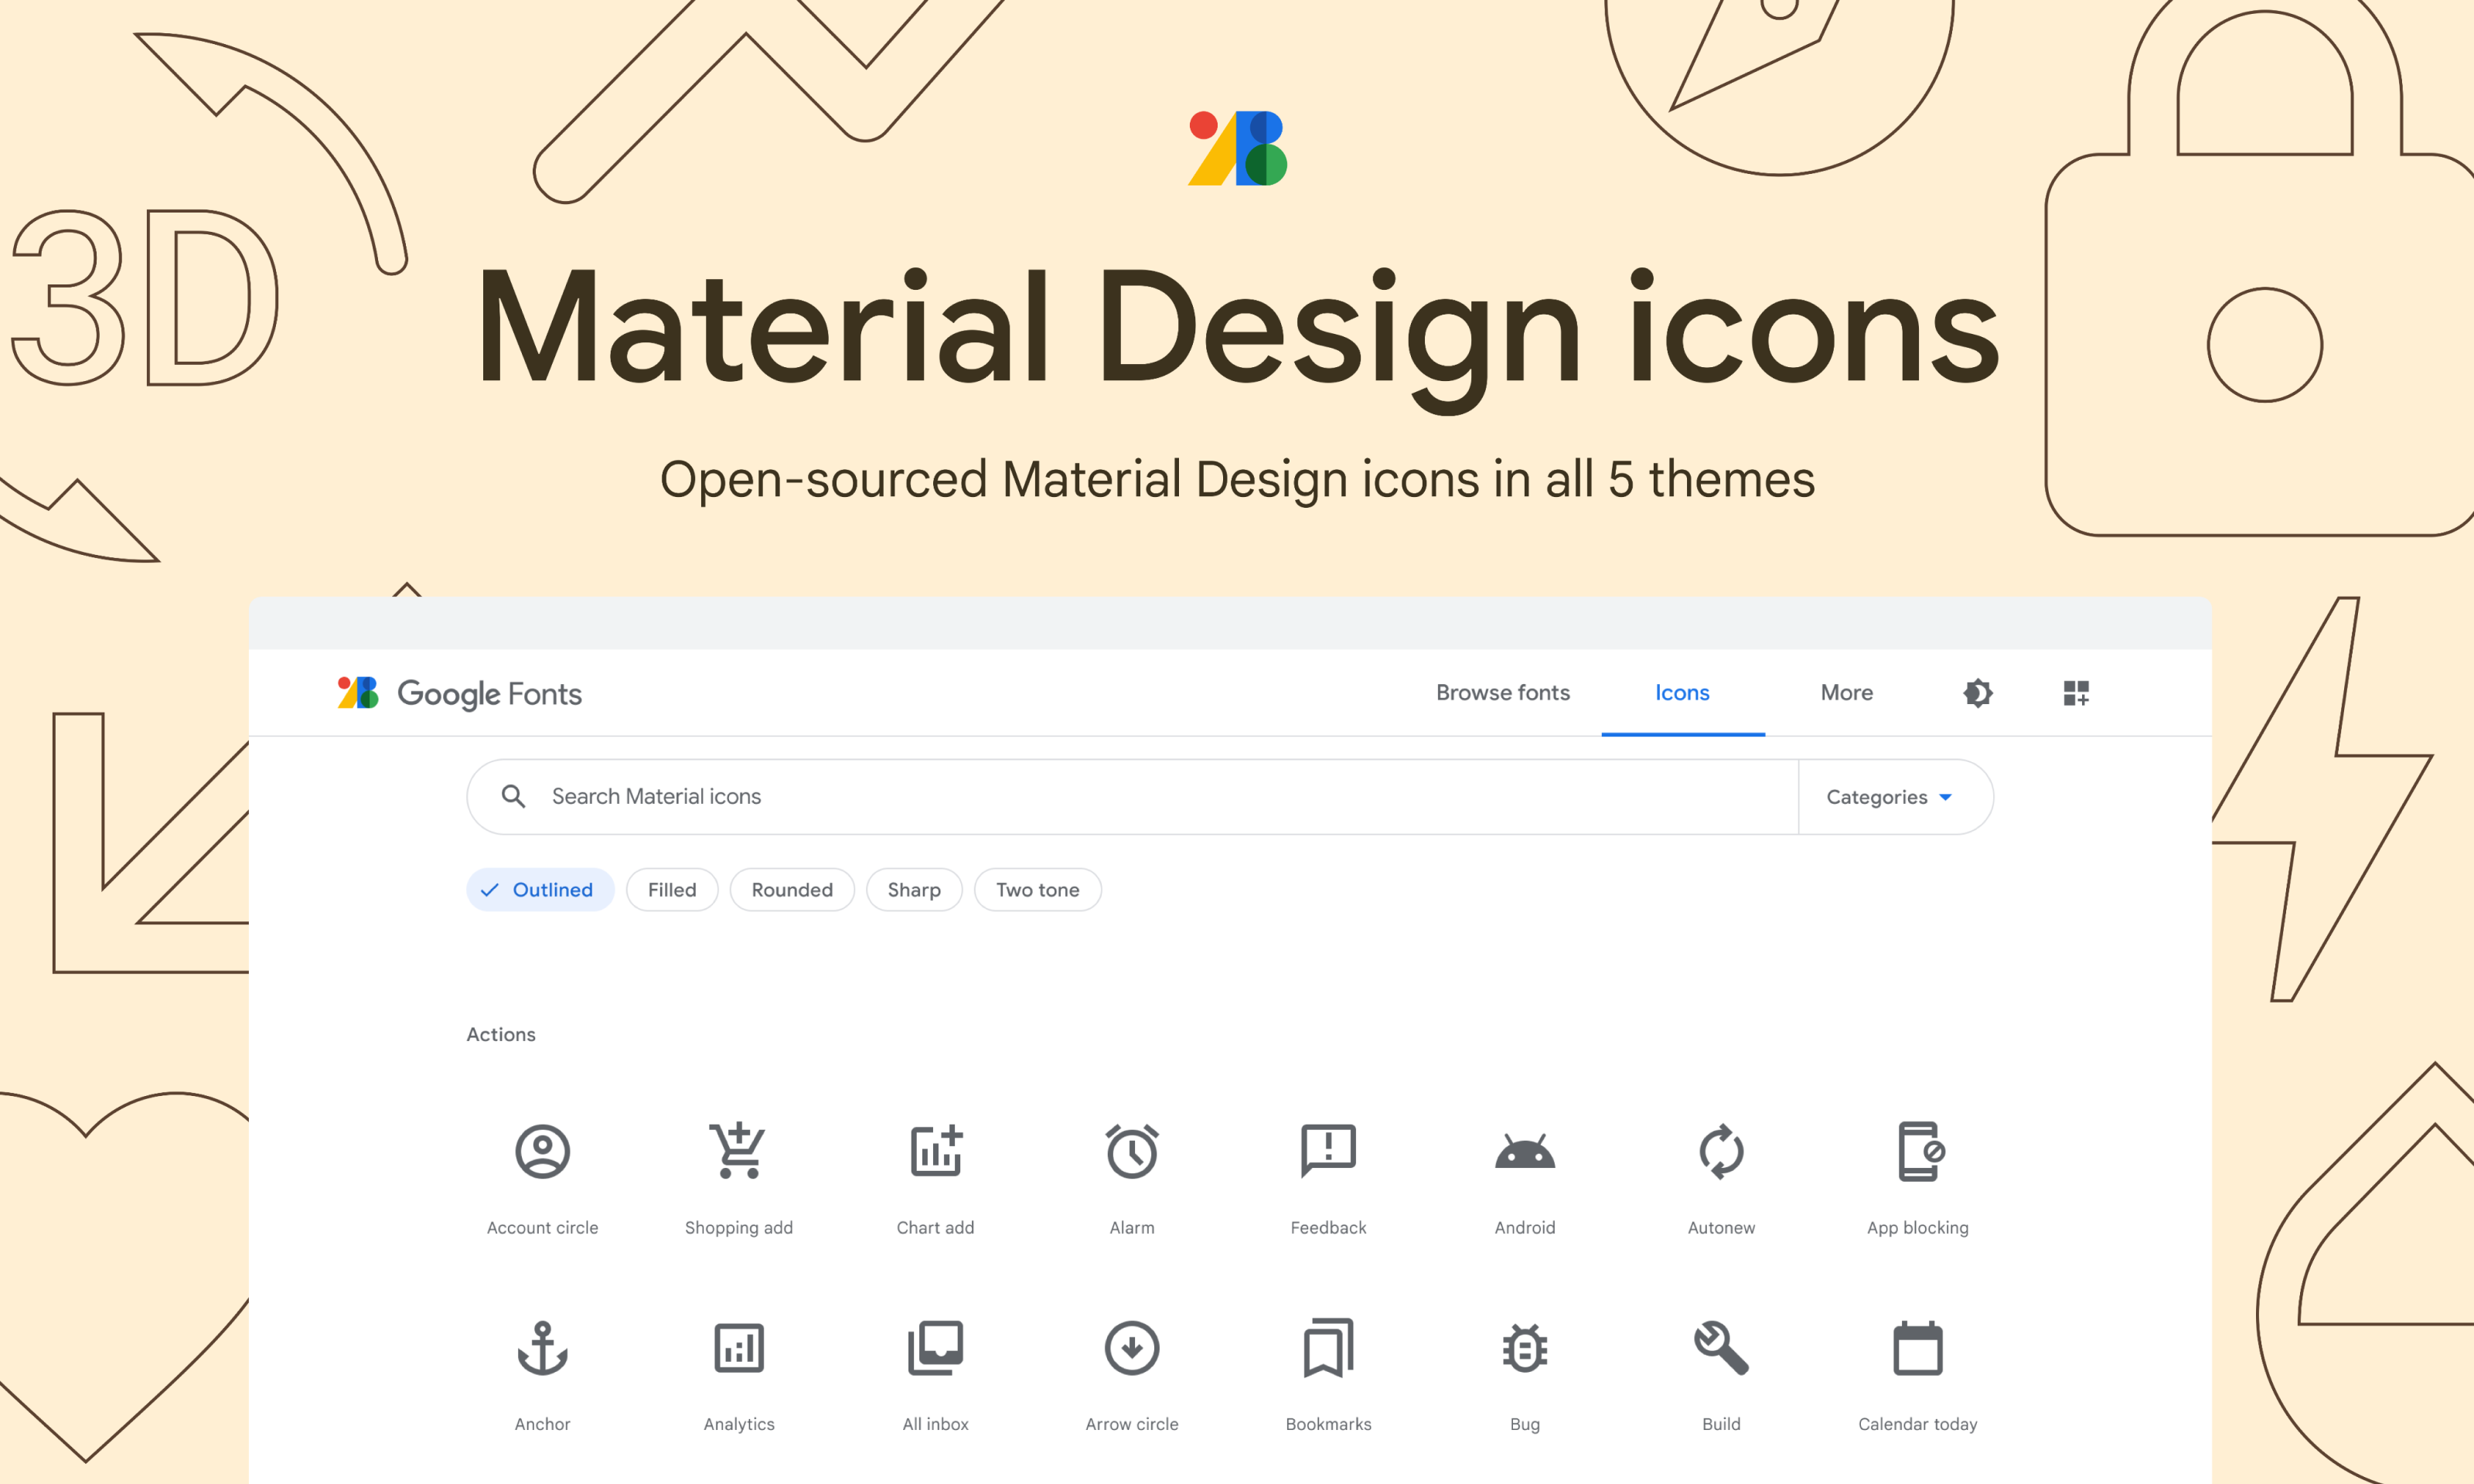 3D
Material Design icons
Open-sourced Material Design icons in all 5 themes
Google Fonts Browse fonts Icons More
Search Material icons Categories
Outlined Filled Rounded Sharp Two tone
Actions
Account circle Shopping add Chart add Alarm Feedback Android Autonew App blocking
Anchor Analytics All inbox Arrow circle Bookmarks Bug Build Calendar today